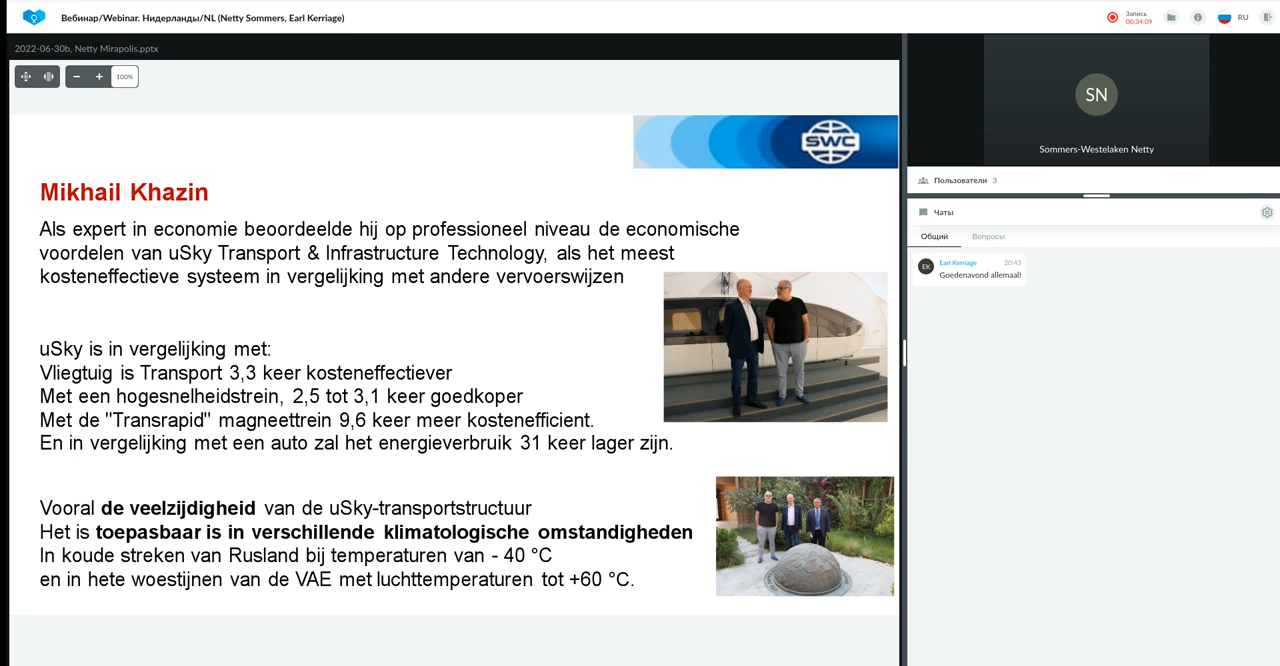 Вебинар/Webinar. Нидерланды/NL (Netty Sommers, Earl Kerriage)
Запись
00:34:09
RU
2022-06-30b, Netty Mirapolis.pptx
100%
SWC
Mikhail Khazin
Als expert in economie beoordeelde hij op professioneel niveau de economische
voordelen van uSky Transport & Infrastructure Technology, als het meest
kosteneffectieve systeem in vergelijking met andere vervoerswijzen
uSky is in vergelijking met:
Vliegtuig is Transport 3,3 keer kosteneffectiever
Met een hogesnelheidstrein, 2,5 tot 3,1 keer goedkoper
Met de "Transrapid" magneettrein 9,6 keer meer kostenefficient.
En in vergelijking met een auto zal het energieverbruik 31 keer lager zijn.
Vooral de veelzijdigheid van de uSky-transportstructuur
Het is toepasbaar is in verschillende klimatologische omstandigheden
In koude streken van Rusland bij temperaturen van - 40 °C
en in hete woestijnen van de VAE met luchttemperaturen tot +60 °C.
SN
Sommers-Westelaken Netty
Пользователи 3
Чаты
Общий Вопросы
EK
Earl Kerriage 20:43
Goedenavond allemaal!